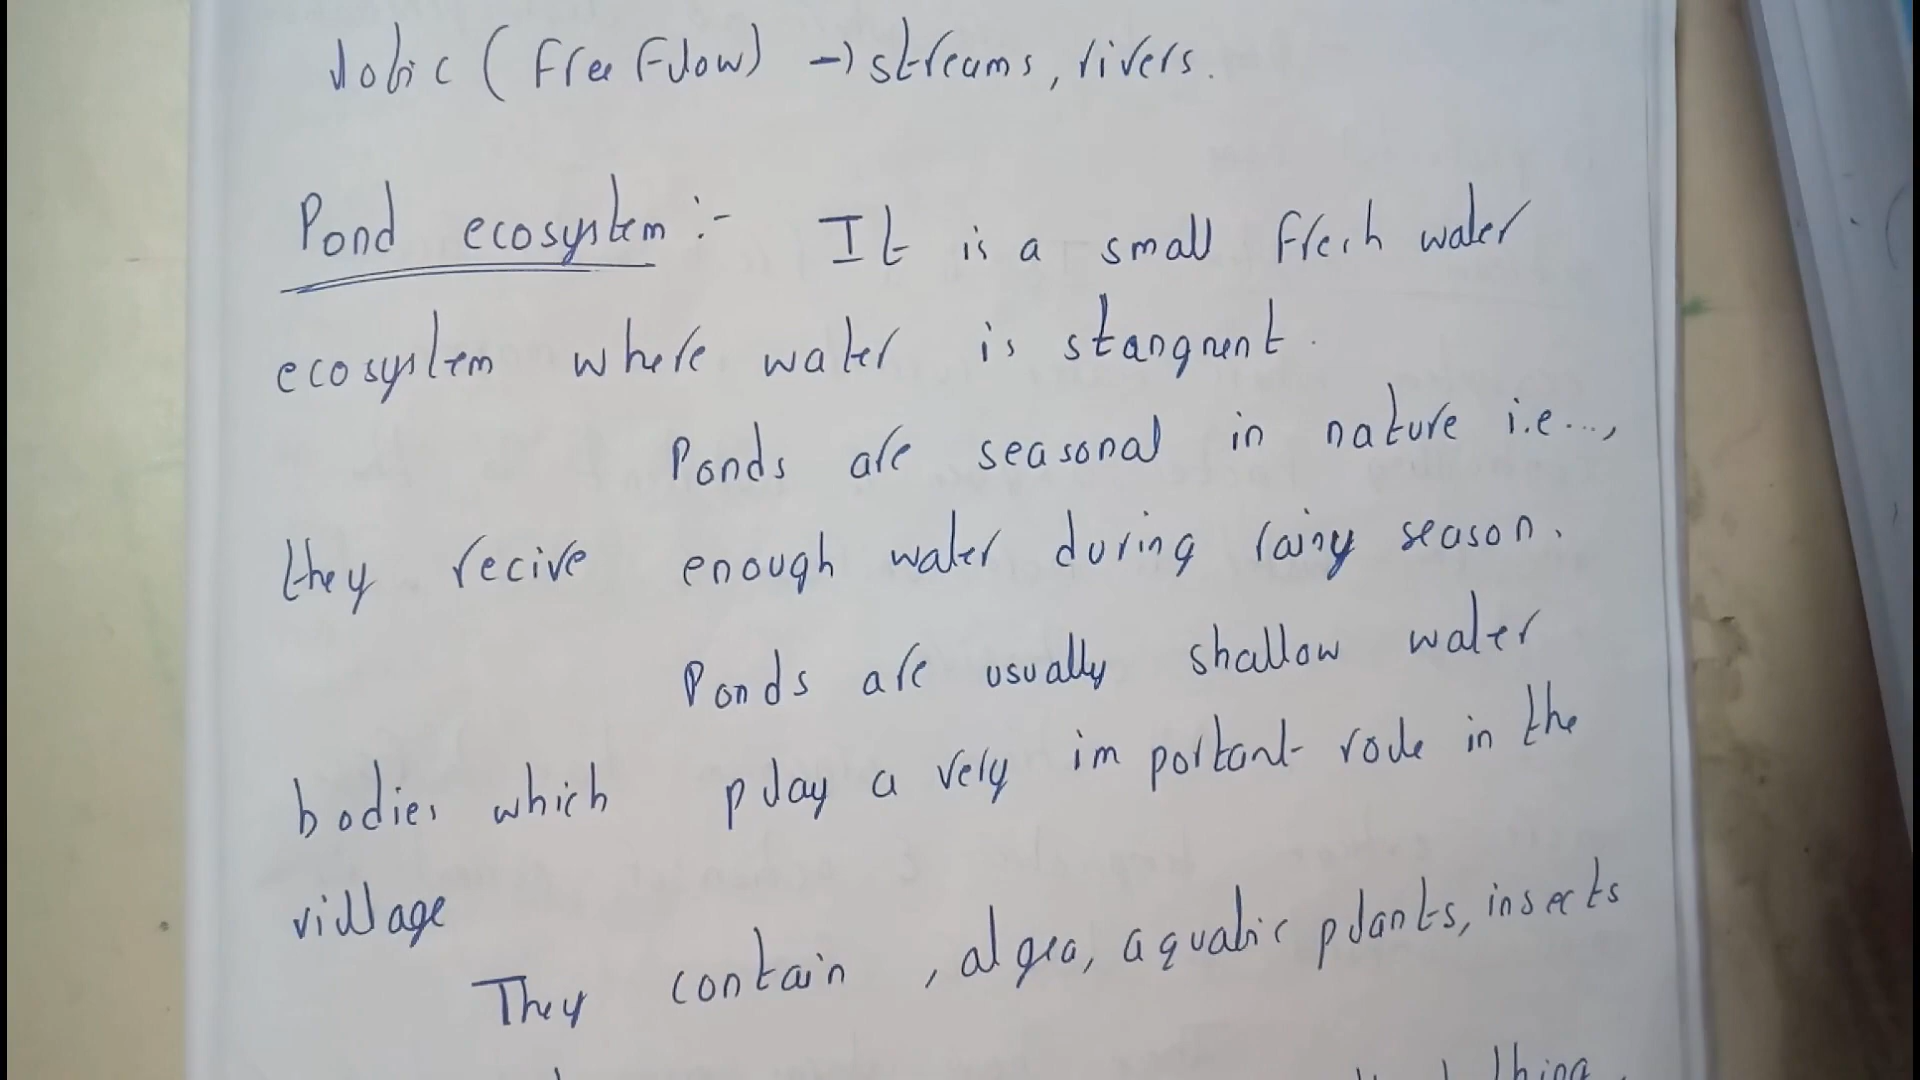 lotic (Free Flow) → streams, rivers.
Pond ecosystem :- It is a small fresh water
ecosystem where water is stangnent.
Ponds are seasonal in nature i.e...,
they recive enough water during rainy season.
Ponds are usually shallow water
bodies which play a very important role in the
village
They contain , algea, aquatic plants, insects
thing